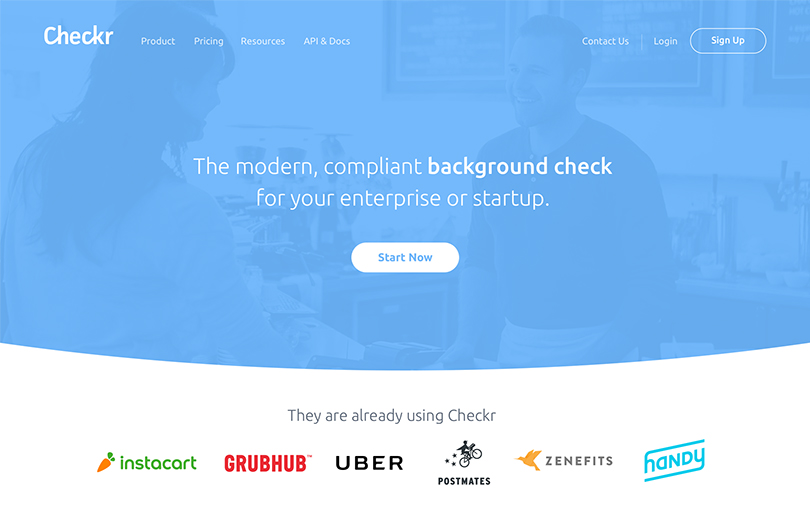 Checkr Product Pricing Resources API & Docs Contact Us Login Sign Up
The modern, compliant background check
for your enterprise or startup.
Start Now
They are already using Checkr
instacart GRUBHUB™ UBER POSTMATES ZENEFITS handy